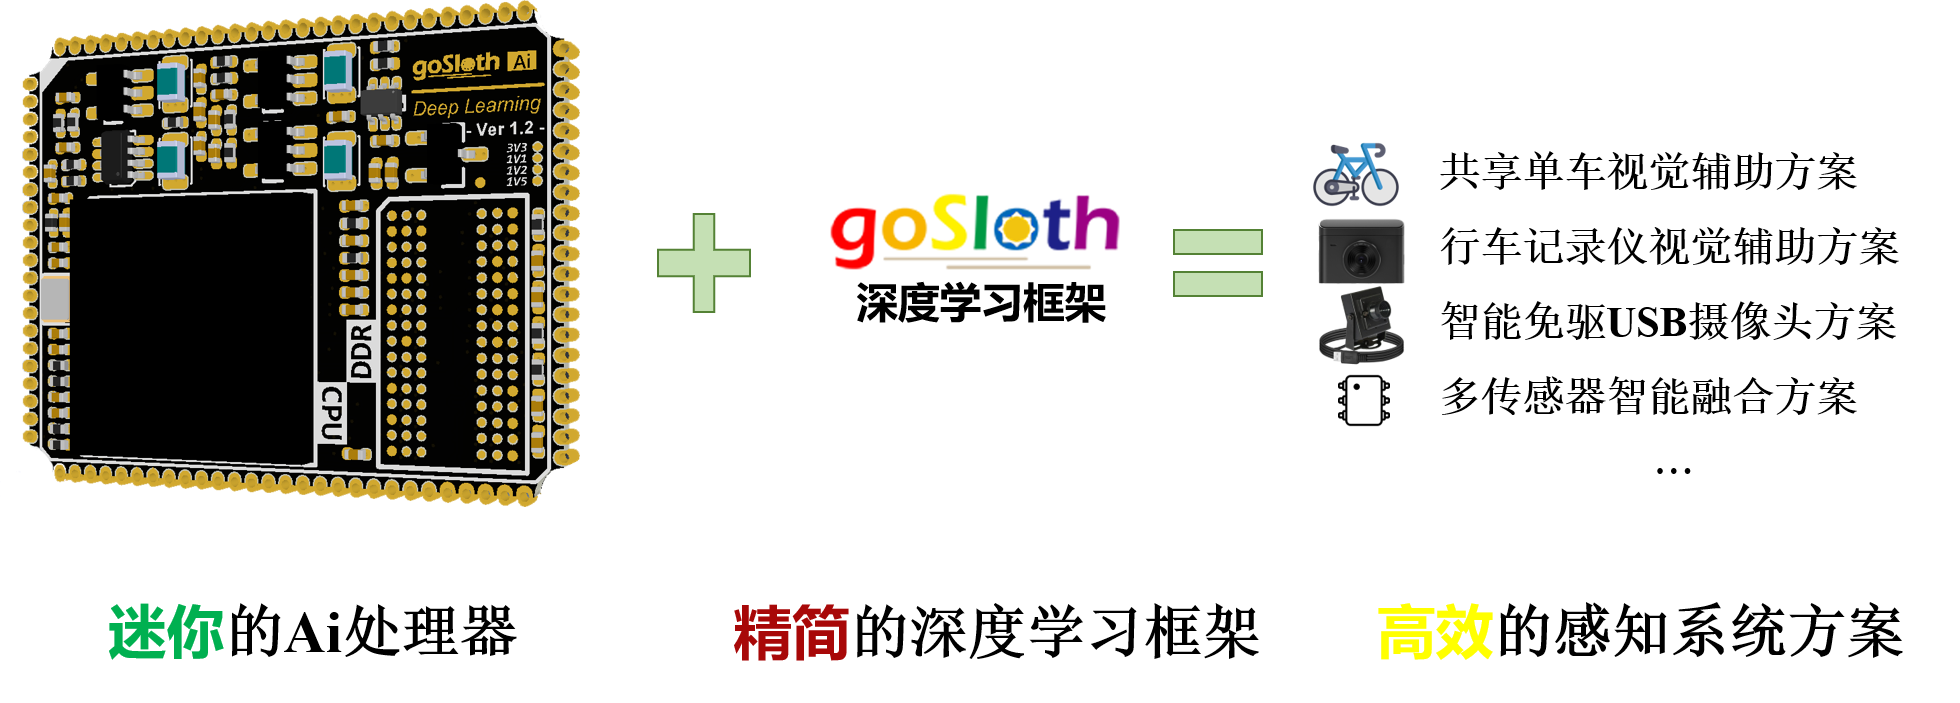 goSloth Ai
Deep Learning
- Ver 1.2 -
3V3
1V1
1V2
1V5
DDR
CPU
goSloth
深度学习框架
共享单车视觉辅助方案
行车记录仪视觉辅助方案
智能免驱USB摄像头方案
多传感器智能融合方案
...
迷你的Ai处理器
精简的深度学习框架
高效的感知系统方案